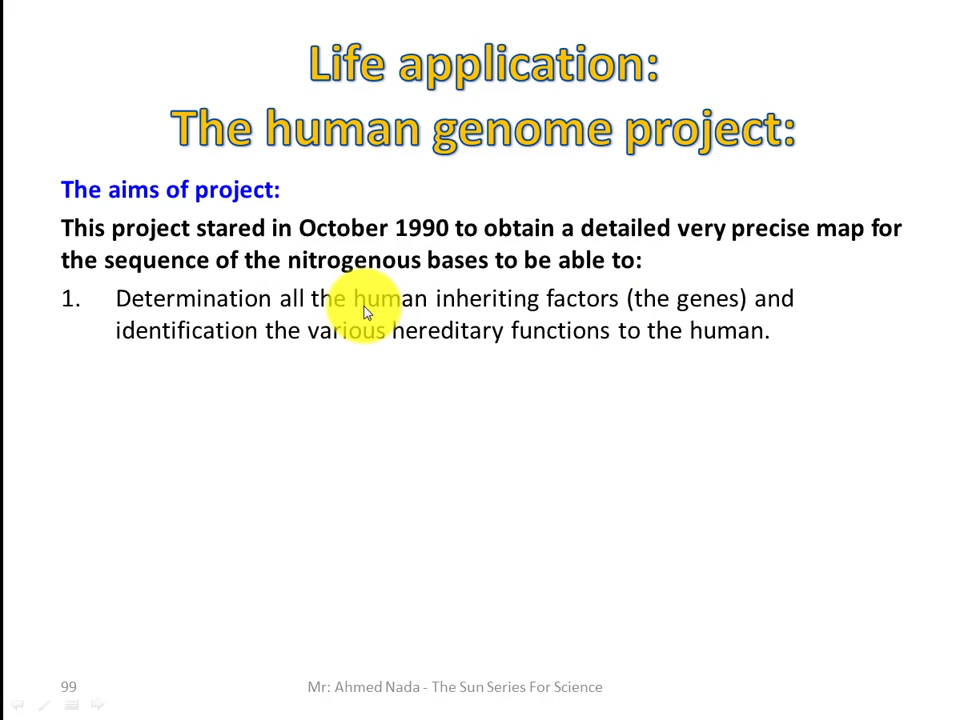 Life application:
The human genome project:
The aims of project:
This project stared in October 1990 to obtain a detailed very precise map for
the sequence of the nitrogenous bases to be able to:
1. Determination all the human inheriting factors (the genes) and
identification the various hereditary functions to the human.
99 Mr: Ahmed Nada - The Sun Series For Science